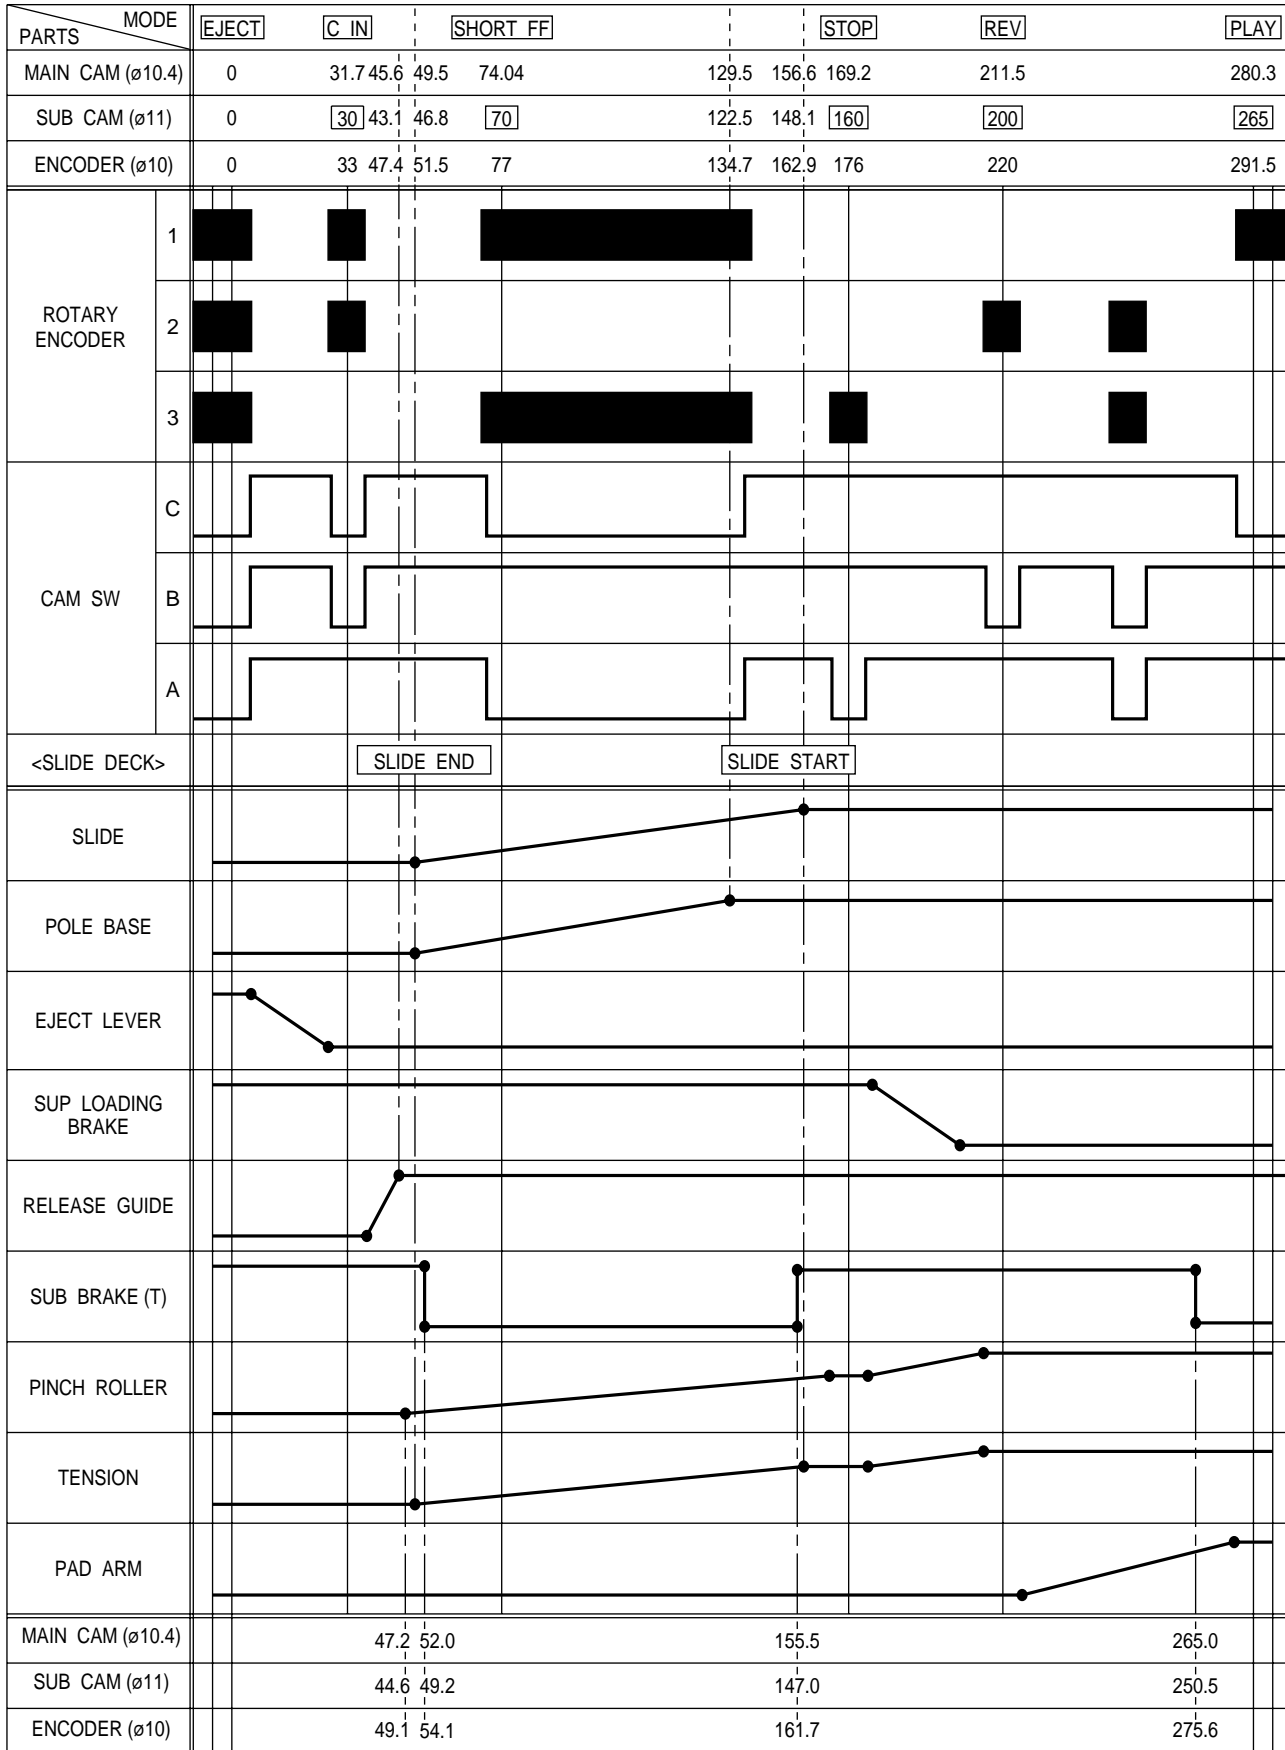 MODE
PARTS
EJECT C IN SHORT FF STOP REV PLAY
MAIN CAM (ø10.4) 0 31.7 45.6 49.5 74.04 129.5 156.6 169.2 211.5 280.3
SUB CAM (ø11) 0 30 43.1 46.8 70 122.5 148.1 160 200 265
ENCODER (ø10) 0 33 47.4 51.5 77 134.7 162.9 176 220 291.5
1
ROTARY
ENCODER
2
3
C
CAM SW B
A
<SLIDE DECK> SLIDE END SLIDE START
SLIDE
POLE BASE
EJECT LEVER
SUP LOADING
BRAKE
RELEASE GUIDE
SUB BRAKE (T)
PINCH ROLLER
TENSION
PAD ARM
MAIN CAM (ø10.4) 47.2 52.0 155.5 265.0
SUB CAM (ø11) 44.6 49.2 147.0 250.5
ENCODER (ø10) 49.1 54.1 161.7 275.6